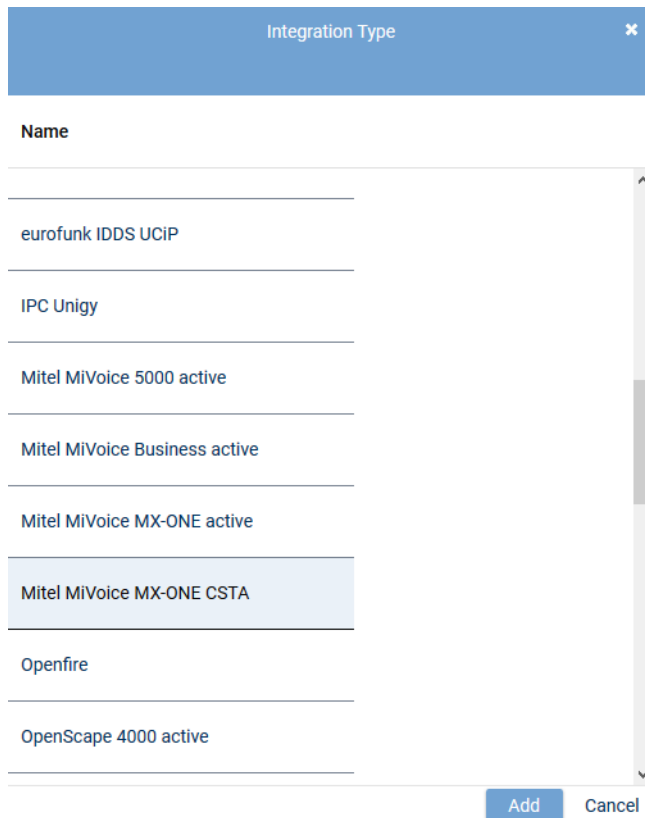 Integration Type
Name
eurofunk IDDS UCiP
IPC Unigy
Mitel MiVoice 5000 active
Mitel MiVoice Business active
Mitel MiVoice MX-ONE active
Mitel MiVoice MX-ONE CSTA
Openfire
OpenScape 4000 active
Add Cancel